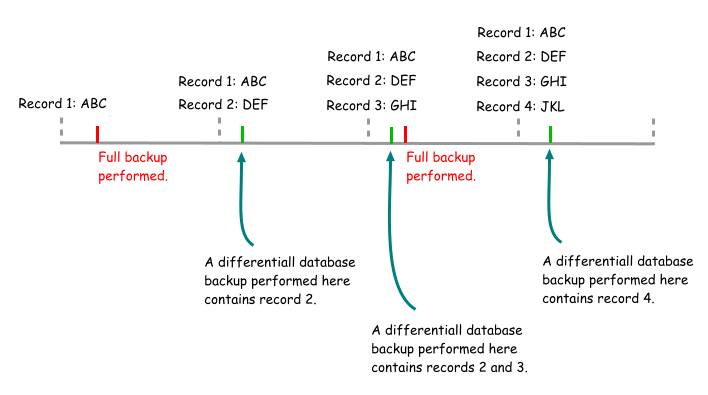 Record 1: ABC
Record 1: ABC
Record 2: DEF
Record 1: ABC
Record 2: DEF
Record 3: GHI
Record 1: ABC
Record 2: DEF
Record 3: GHI
Record 4: JKL
Full backup
performed.
Full backup
performed.
A differentiall database
backup performed here
contains record 2.
A differentiall database
backup performed here
contains records 2 and 3.
A differentiall database
backup performed here
contains record 4.